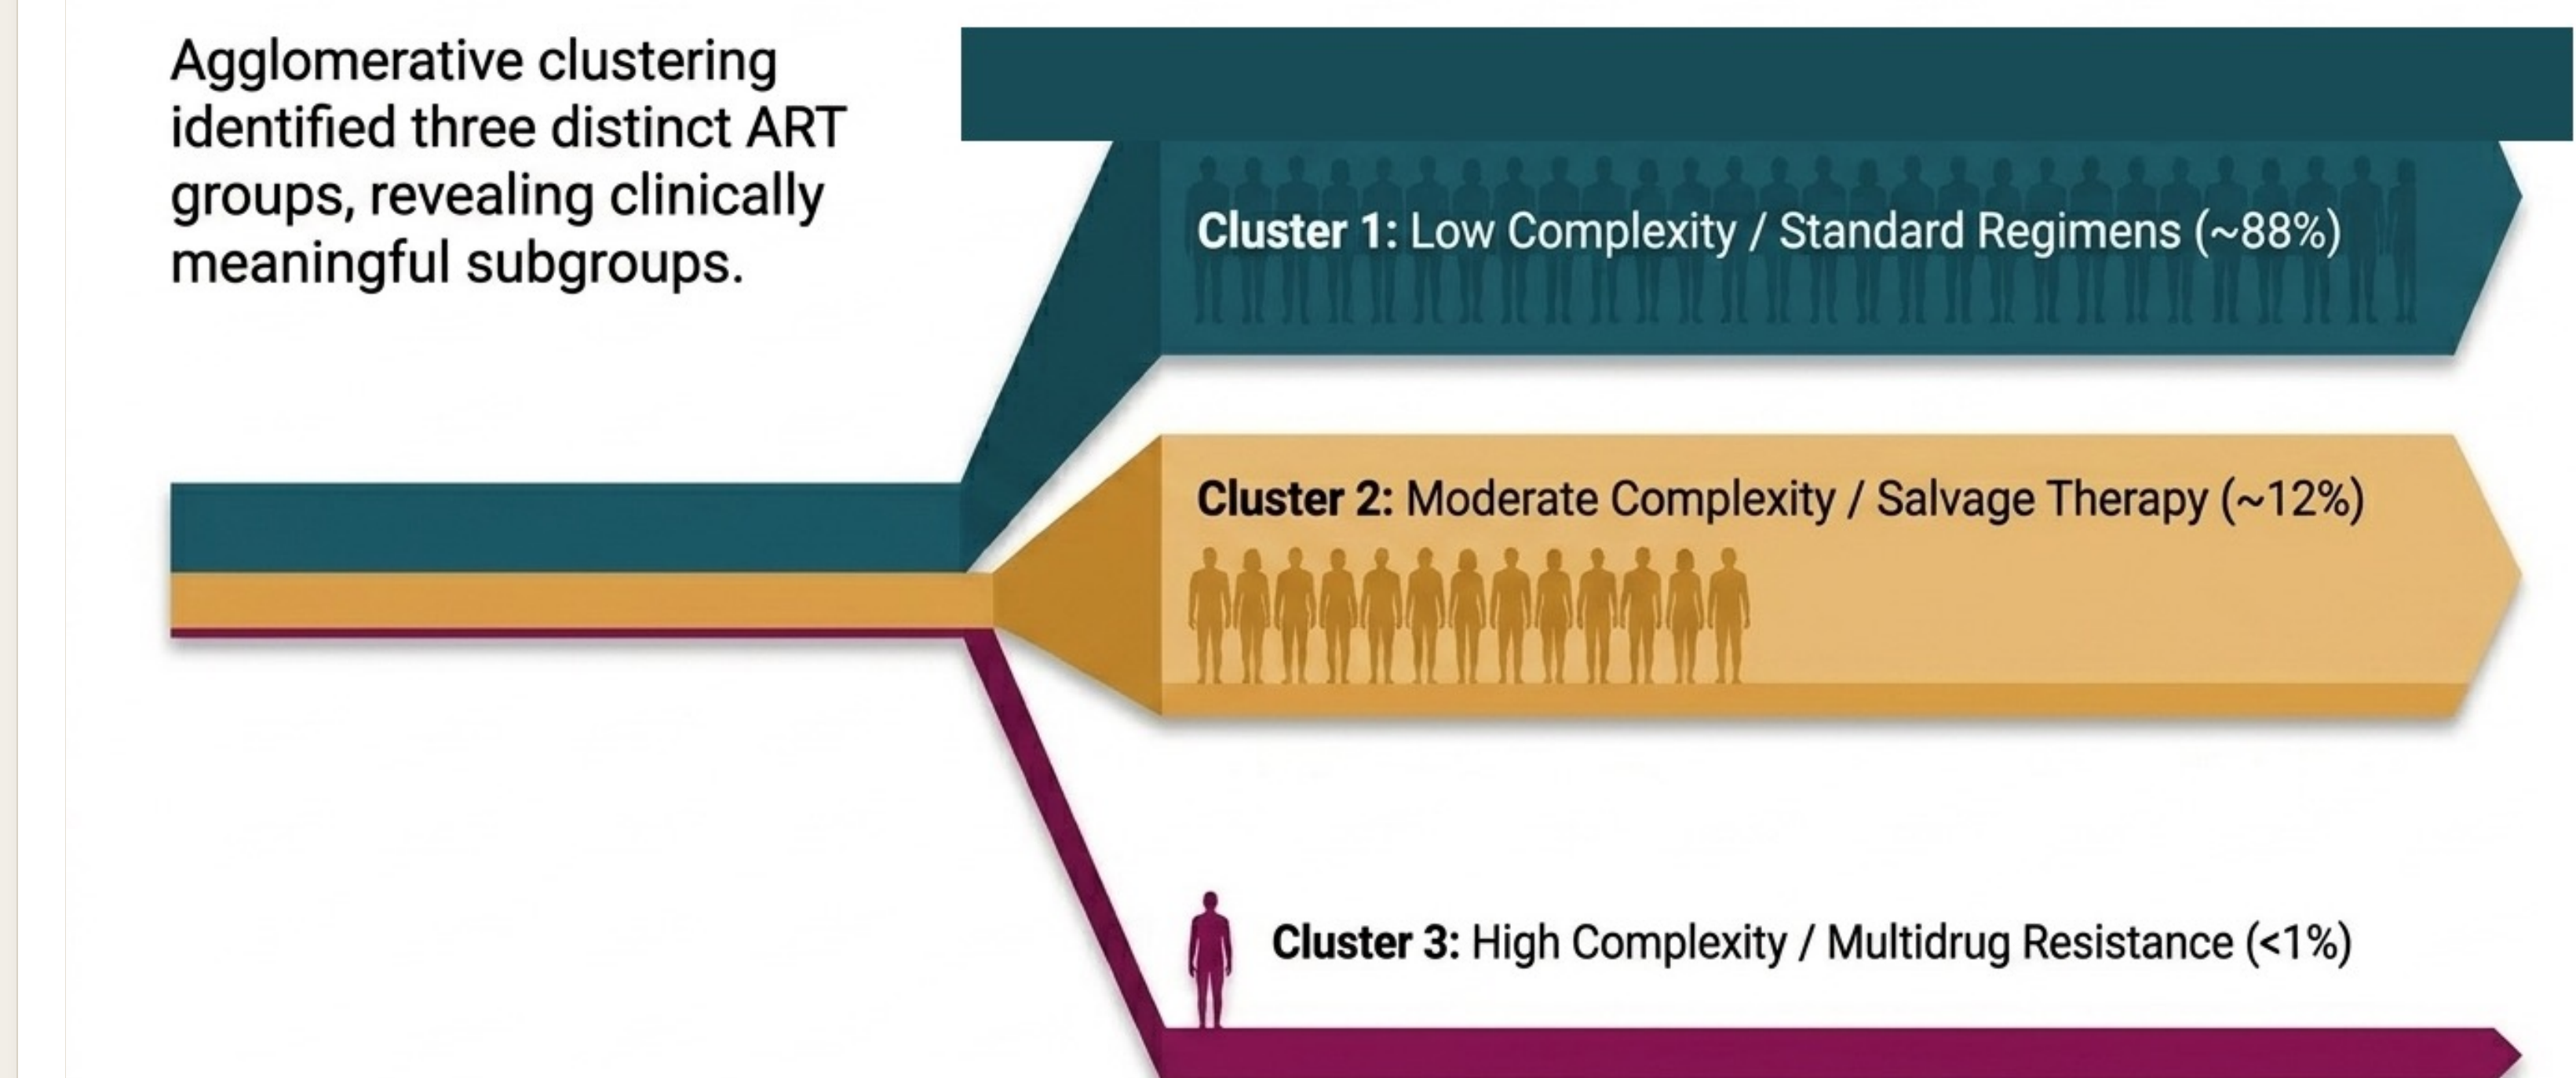 Agglomerative clustering
identified three distinct ART
groups, revealing clinically
meaningful subgroups.
Cluster 1: Low Complexity / Standard Regimens (~88%)
Cluster 2: Moderate Complexity / Salvage Therapy (~12%)
Cluster 3: High Complexity / Multidrug Resistance (<1%)